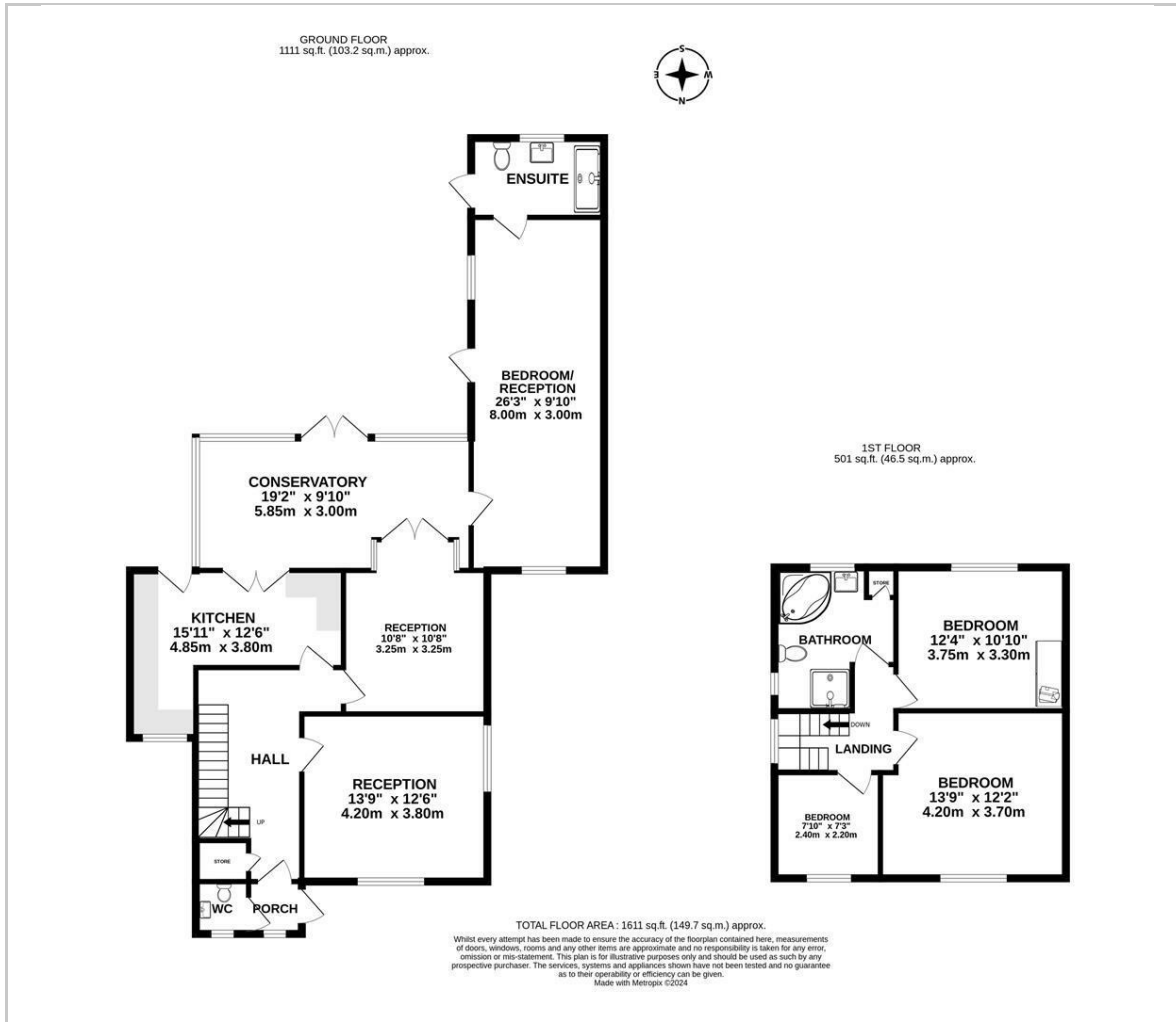 GROUND FLOOR
1111 sq.ft. (103.2 sq.m.) approx.
S
E
W
N
ENSUITE
BEDROOM/
RECEPTION
26'3" x 9'10"
8.00m x 3.00m
CONSERVATORY
19'2" x 9'10"
5.85m x 3.00m
KITCHEN
15'11" x 12'6"
4.85m x 3.80m
RECEPTION
10'8" x 10'8"
3.25m x 3.25m
HALL
UP
RECEPTION
13'9" x 12'6"
4.20m x 3.80m
STORE
WC
PORCH
1ST FLOOR
501 sq.ft. (46.5 sq.m.) approx.
STORE
BATHROOM
BEDROOM
12'4" x 10'10"
3.75m x 3.30m
DOWN
LANDING
BEDROOM
13'9" x 12'2"
4.20m x 3.70m
BEDROOM
7'10" x 7'3"
2.40m x 2.20m
TOTAL FLOOR AREA : 1611 sq.ft. (149.7 sq.m.) approx.
Whilst every attempt has been made to ensure the accuracy of the floorplan contained here, measurements
of doors, windows, rooms and any other items are approximate and no responsibility is taken for any error,
omission or mis-statement. This plan is for illustrative purposes only and should be used as such by any
prospective purchaser. The services, systems and appliances shown have not been tested and no guarantee
as to their operability or efficiency can be given.
Made with Metropix ©2024